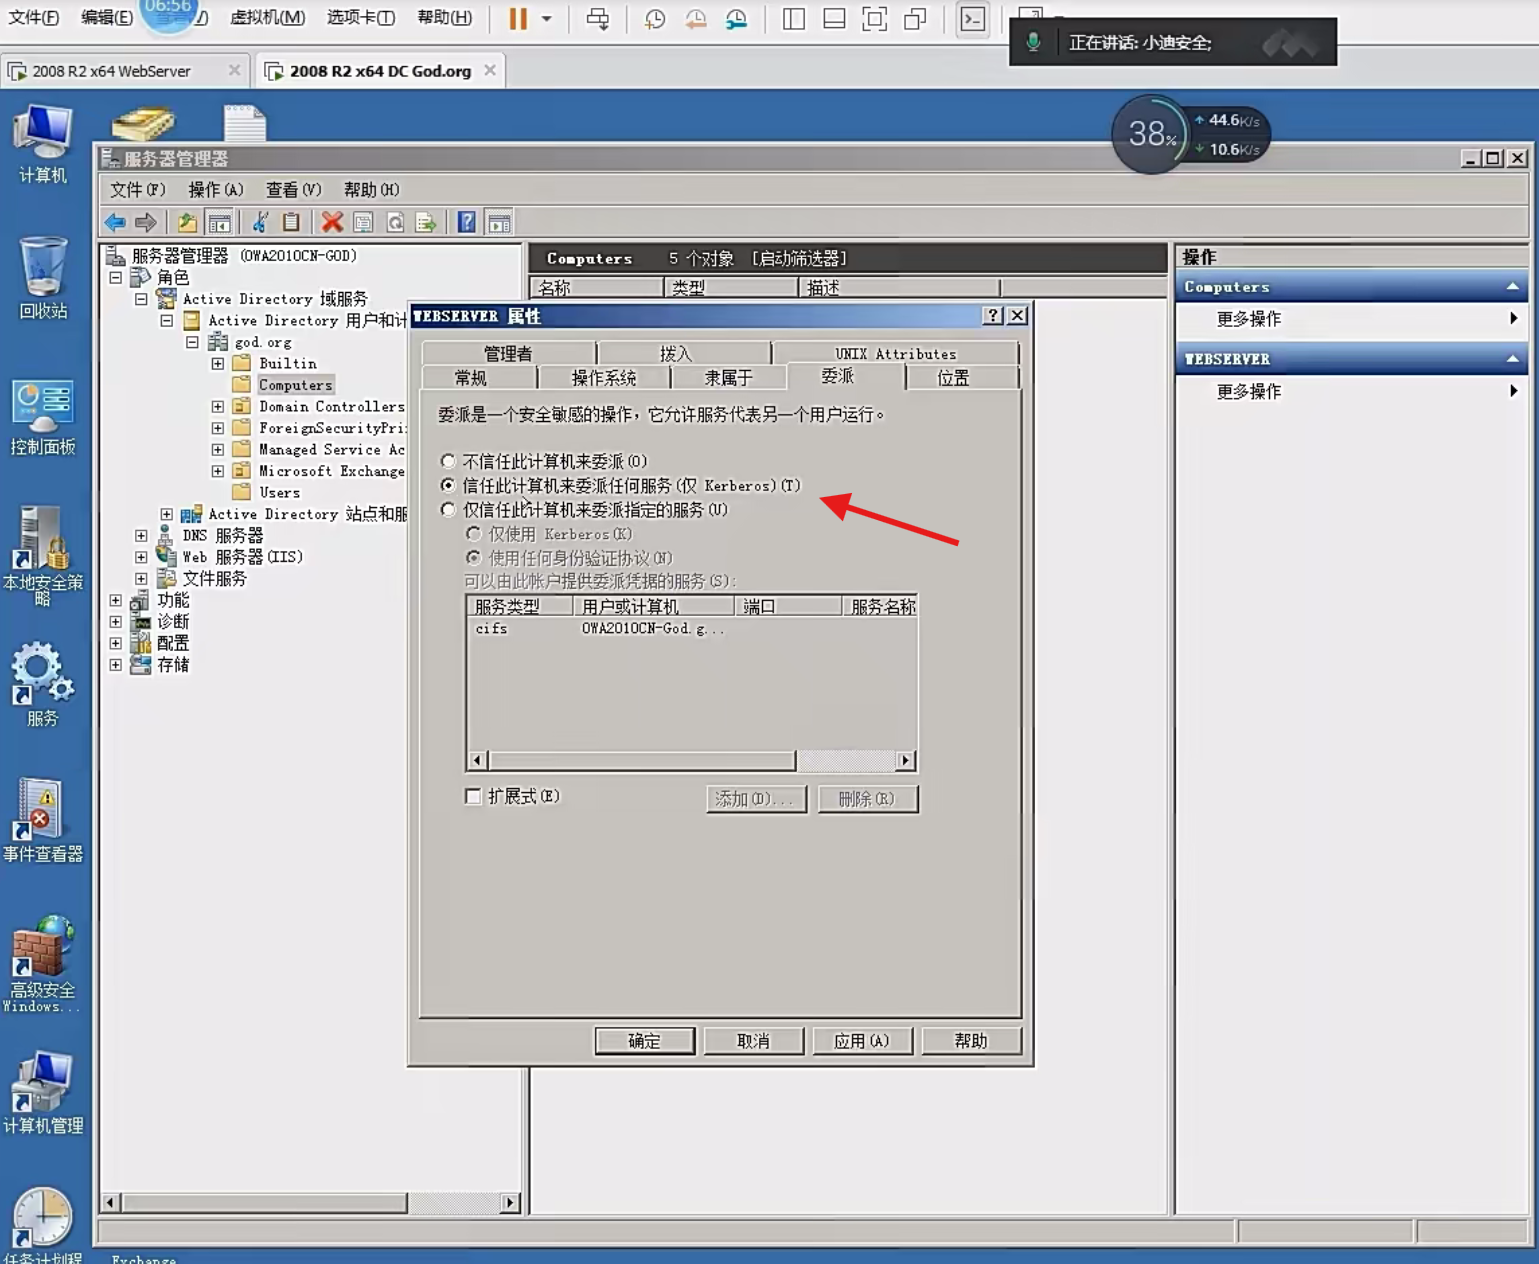 文件(F) 编辑(E) 虚拟机(M) 选项卡(T) 帮助(H)
06:56
正在讲话: 小迪安全;
2008 R2 x64 WebServer
2008 R2 x64 DC God.org
38%
44.6K/s
10.6K/s
计算机
回收站
控制面板
本地安全策
略
服务
事件查看器
高级安全
Windows...
计算机管理
任务计划程
Exchange
服务器管理器
文件(F) 操作(A) 查看(V) 帮助(H)
服务器管理器 (OWA2010CN-GOD)
角色
Active Directory 域服务
Active Directory 用户和计
god.org
Builtin
Computers
Domain Controllers
ForeignSecurityPri
Managed Service Ac
Microsoft Exchange
Users
Active Directory 站点和服
DNS 服务器
Web 服务器(IIS)
文件服务
功能
诊断
配置
存储
Computers 5 个对象 [启动筛选器]
名称 类型 描述
操作
Computers
更多操作
WEBSERVER
更多操作
WEBSERVER 属性
管理者 拨入 UNIX Attributes
常规 操作系统 隶属于 委派 位置
委派是一个安全敏感的操作，它允许服务代表另一个用户运行。
不信任此计算机来委派(O)
信任此计算机来委派任何服务(仅 Kerberos)(T)
仅信任此计算机来委派指定的服务(U)
仅使用 Kerberos(K)
使用任何身份验证协议(N)
可以由此帐户提供委派凭据的服务(S):
服务类型 用户或计算机 端口 服务名称
cifs OWA2010CN-God.g...
扩展式(E)
添加(D)... 删除(R)
确定 取消 应用(A) 帮助